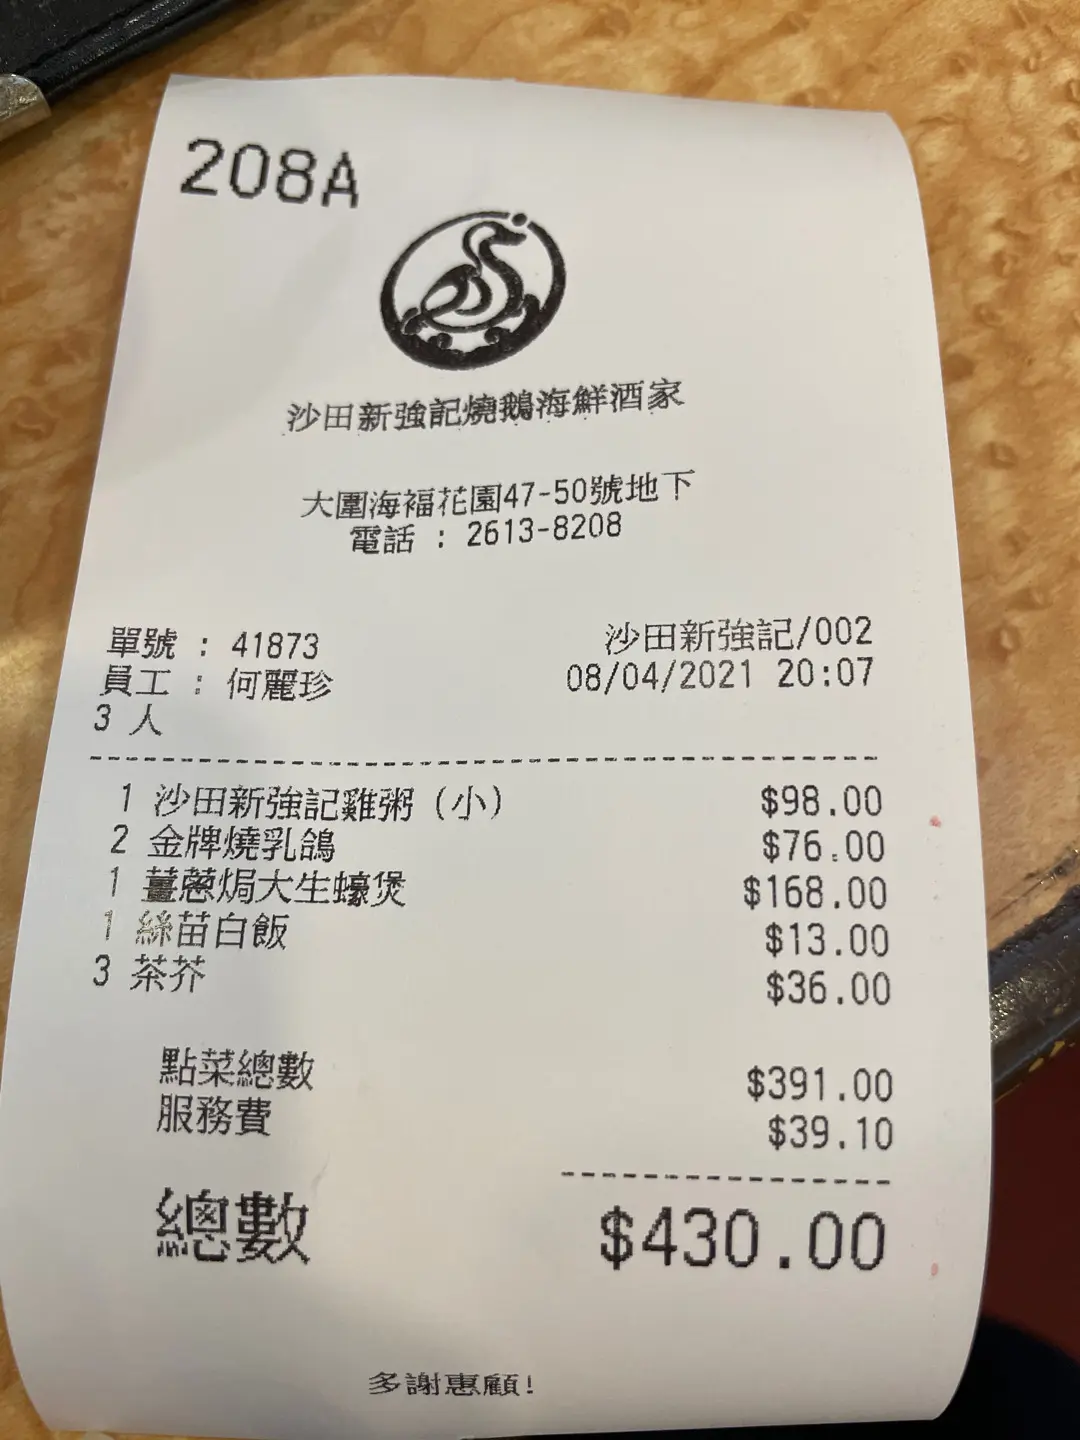 208A
沙田新強記燒鵝海鮮酒家
大圍海福花園47-50號地下
電話 : 2613-8208
單號 : 41873 沙田新強記/002
員工 : 何麗珍 08/04/2021 20:07
3 人
1 沙田新強記雞粥 (小) $98.00
2 金牌燒乳鴿 $76.00
1 薑蔥焗大生蠔煲 $168.00
1 絲苗白飯 $13.00
3 茶芥 $36.00
點菜總數 $391.00
服務費 $39.10
總數 $430.00
多謝惠顧!